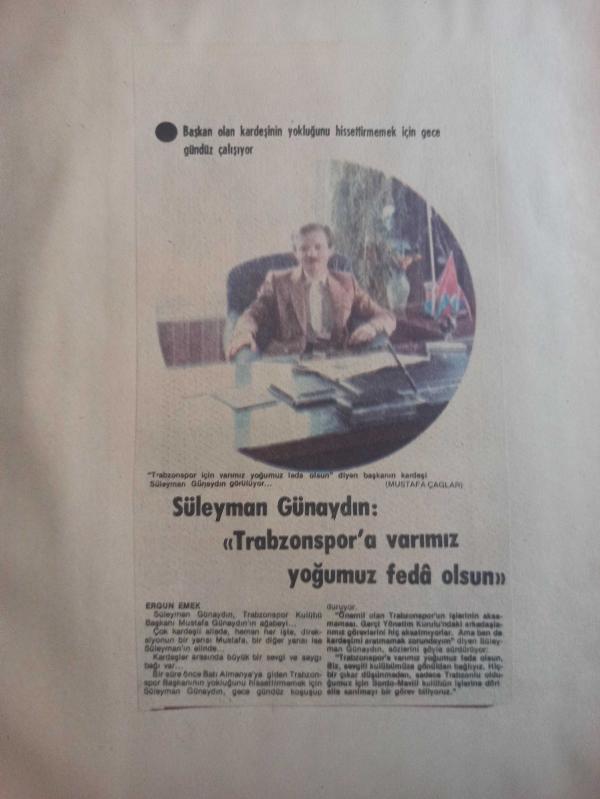 Başkan olan kardeşinin yokluğunu hissettirmemek için gece
gündüz çalışıyor
"Trabzonspor için varımız yoğumuz feda olsun" diyen başkanın kardeşi
Süleyman Günaydın görülüyor...
(MUSTAFA ÇAĞLAR)
Süleyman Günaydın:
«Trabzonspor'a varımız
yoğumuz fedâ olsun»
ERGUN EMEK
Süleyman Günaydın, Trabzonspor Kulübü
Başkanı Mustafa Günaydın'ın ağabeyi...
Çok kardeşli ailede, hemen her işte, direk-
siyonun bir yanı Mustafa, bir diğer yanı ise
Süleyman'ın elinde...
Kardeşler arasında büyük bir sevgi ve saygı
bağı var...
Bir süre önce Batı Almanya'ya giden Trabzon-
spor Başkanının yokluğunu hissettirmemek için
Süleyman Günaydın, gece gündüz koşuşup
duruyor.
"Önemli olan Trabzonspor'un işlerinin aksa-
maması. Gerçi Yönetim Kurulu'ndaki arkadaşla-
rımız görevlerini hiç aksatmıyorlar. Ama ben de
kardeşimi aratmamak zorundayım" diyen Süley-
man Günaydın, sözlerini şöyle sürdürüyor:
"Trabzonspor'a varımız yoğumuz feda olsun.
Biz, sevgili kulübümüze gönülden bağlıyız. Hiç-
bir çıkar düşünmeden, sadece Trabzonlu oldu-
ğumuz için Bordo-Mavili kulübün işlerine dört
elle sarılmayı bir görev biliyoruz."